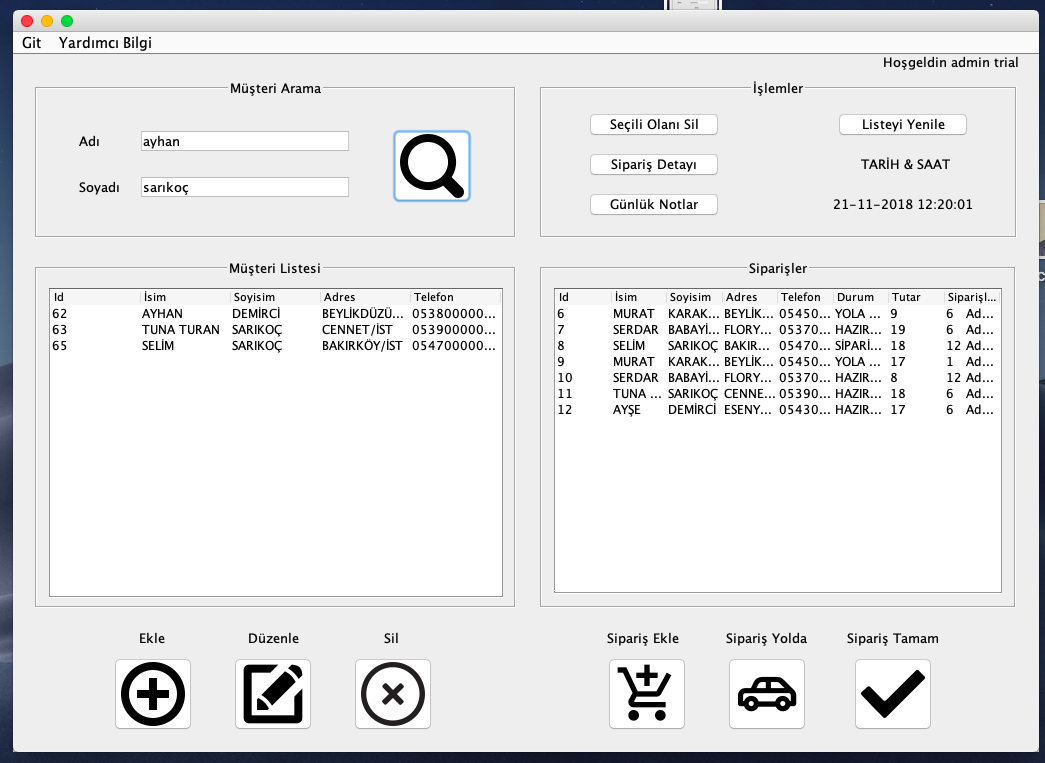 Git Yardımcı Bilgi
Hoşgeldin admin trial
Müşteri Arama
Adı ayhan
Soyadı sarıkoç
İşlemler
Seçili Olanı Sil Listeyi Yenile
Sipariş Detayı TARİH & SAAT
Günlük Notlar 21-11-2018 12:20:01
Müşteri Listesi
Id İsim Soyisim Adres Telefon
62 AYHAN DEMİRCİ BEYLİKDÜZÜ... 053800000...
63 TUNA TURAN SARIKOÇ CENNET/İST 053900000...
65 SELİM SARIKOÇ BAKIRKÖY/İST 054700000...
Siparişler
Id İsim Soyisim Adres Telefon Durum Tutar Siparişl...
6 MURAT KARAK... BEYLİK... 05450... YOLA ... 9 6 Ad...
7 SERDAR BABAYİ... FLORY... 05370... HAZIR... 19 6 Ad...
8 SELİM SARIKOÇ BAKIR... 05470... SİPARİ... 18 12 Ad...
9 MURAT KARAK... BEYLİK... 05450... YOLA ... 17 1 Ad...
10 SERDAR BABAYİ... FLORY... 05370... HAZIR... 8 12 Ad...
11 TUNA ... SARIKOÇ CENNE... 05390... HAZIR... 18 6 Ad...
12 AYŞE DEMİRCİ ESENY... 05430... HAZIR... 17 6 Ad...
Ekle Düzenle Sil Sipariş Ekle Sipariş Yolda Sipariş Tamam